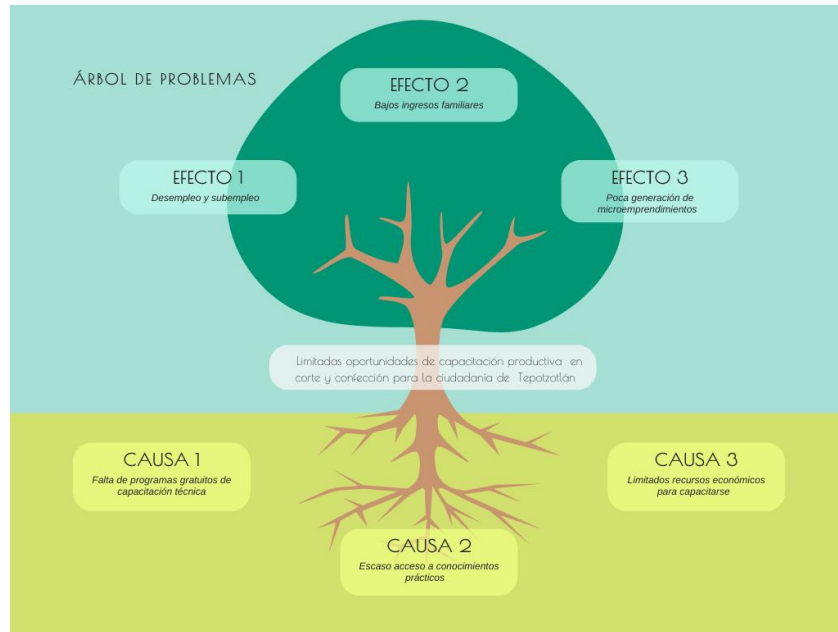 ÁRBOL DE PROBLEMAS
EFECTO 2
Bajos ingresos familiares
EFECTO 1
Desempleo y subempleo
EFECTO 3
Poca generación de
microemprendimientos
Limitadas oportunidades de capacitación productiva en
corte y confección para la ciudadanía de Tepotzotlán
CAUSA 1
Falta de programas gratuitos de
capacitación técnica
CAUSA 3
Limitados recursos económicos
para capacitarse
CAUSA 2
Escaso acceso a conocimientos
prácticos